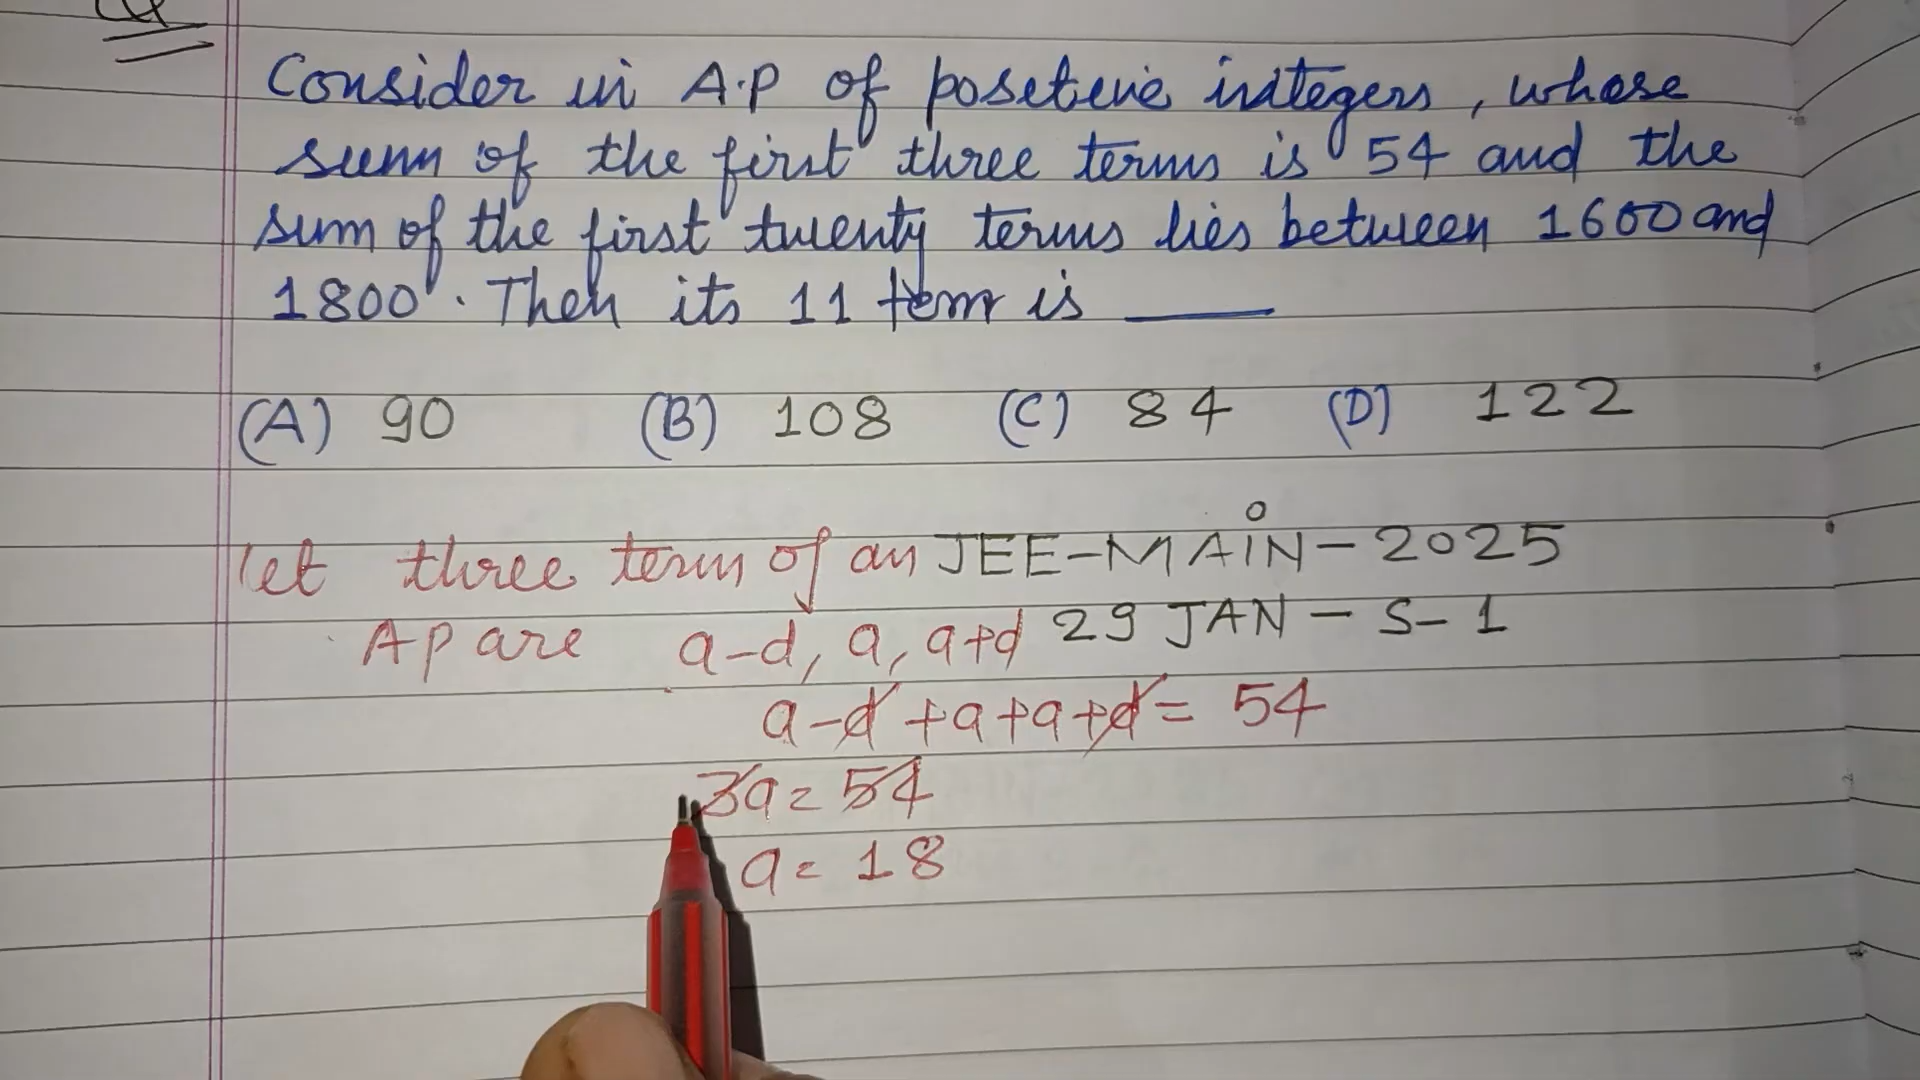 Q
Consider in A.P of posetive integers, whose
sum of the first three terms is 54 and the
sum of the first twenty terms lies between 1600 and
1800. Then its 11 term is ____
(A) 90 (B) 108 (C) 84 (D) 122
let three term of an JEE-MAIN-2025
AP are a-d, a, a+d 29 JAN - S-1
a-d+a+a+d= 54
3a = 54
a = 18